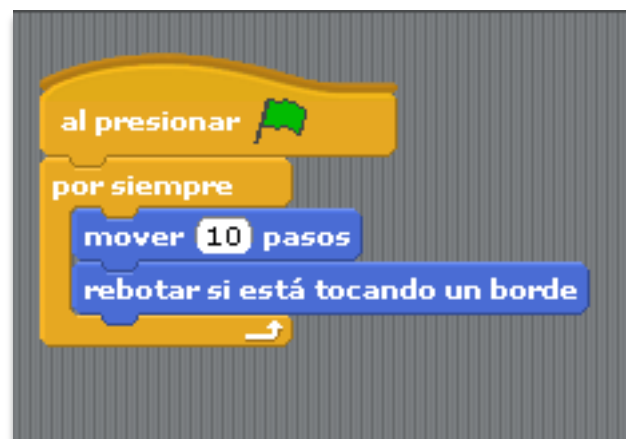 al presionar
por siempre
mover 10 pasos
rebotar si está tocando un borde